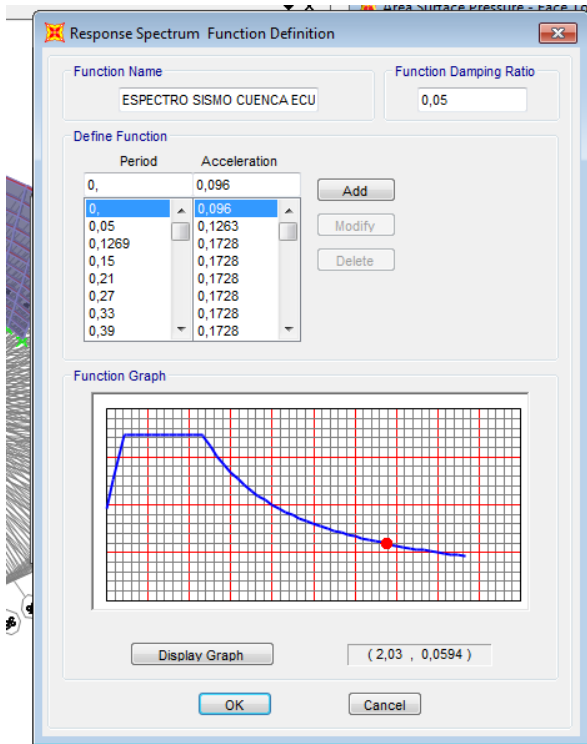 Area Surface Pressure - Face To
Response Spectrum Function Definition
Function Name
Function Damping Ratio
ESPECTRO SISMO CUENCA ECU
0,05
Define Function
Period Acceleration
0, 0,096
Add
0, 0,096
0,05 0,1263
Modify
0,1269 0,1728
0,15 0,1728
Delete
0,21 0,1728
0,27 0,1728
0,33 0,1728
0,39 0,1728
Function Graph
Display Graph
( 2,03 , 0,0594 )
OK
Cancel